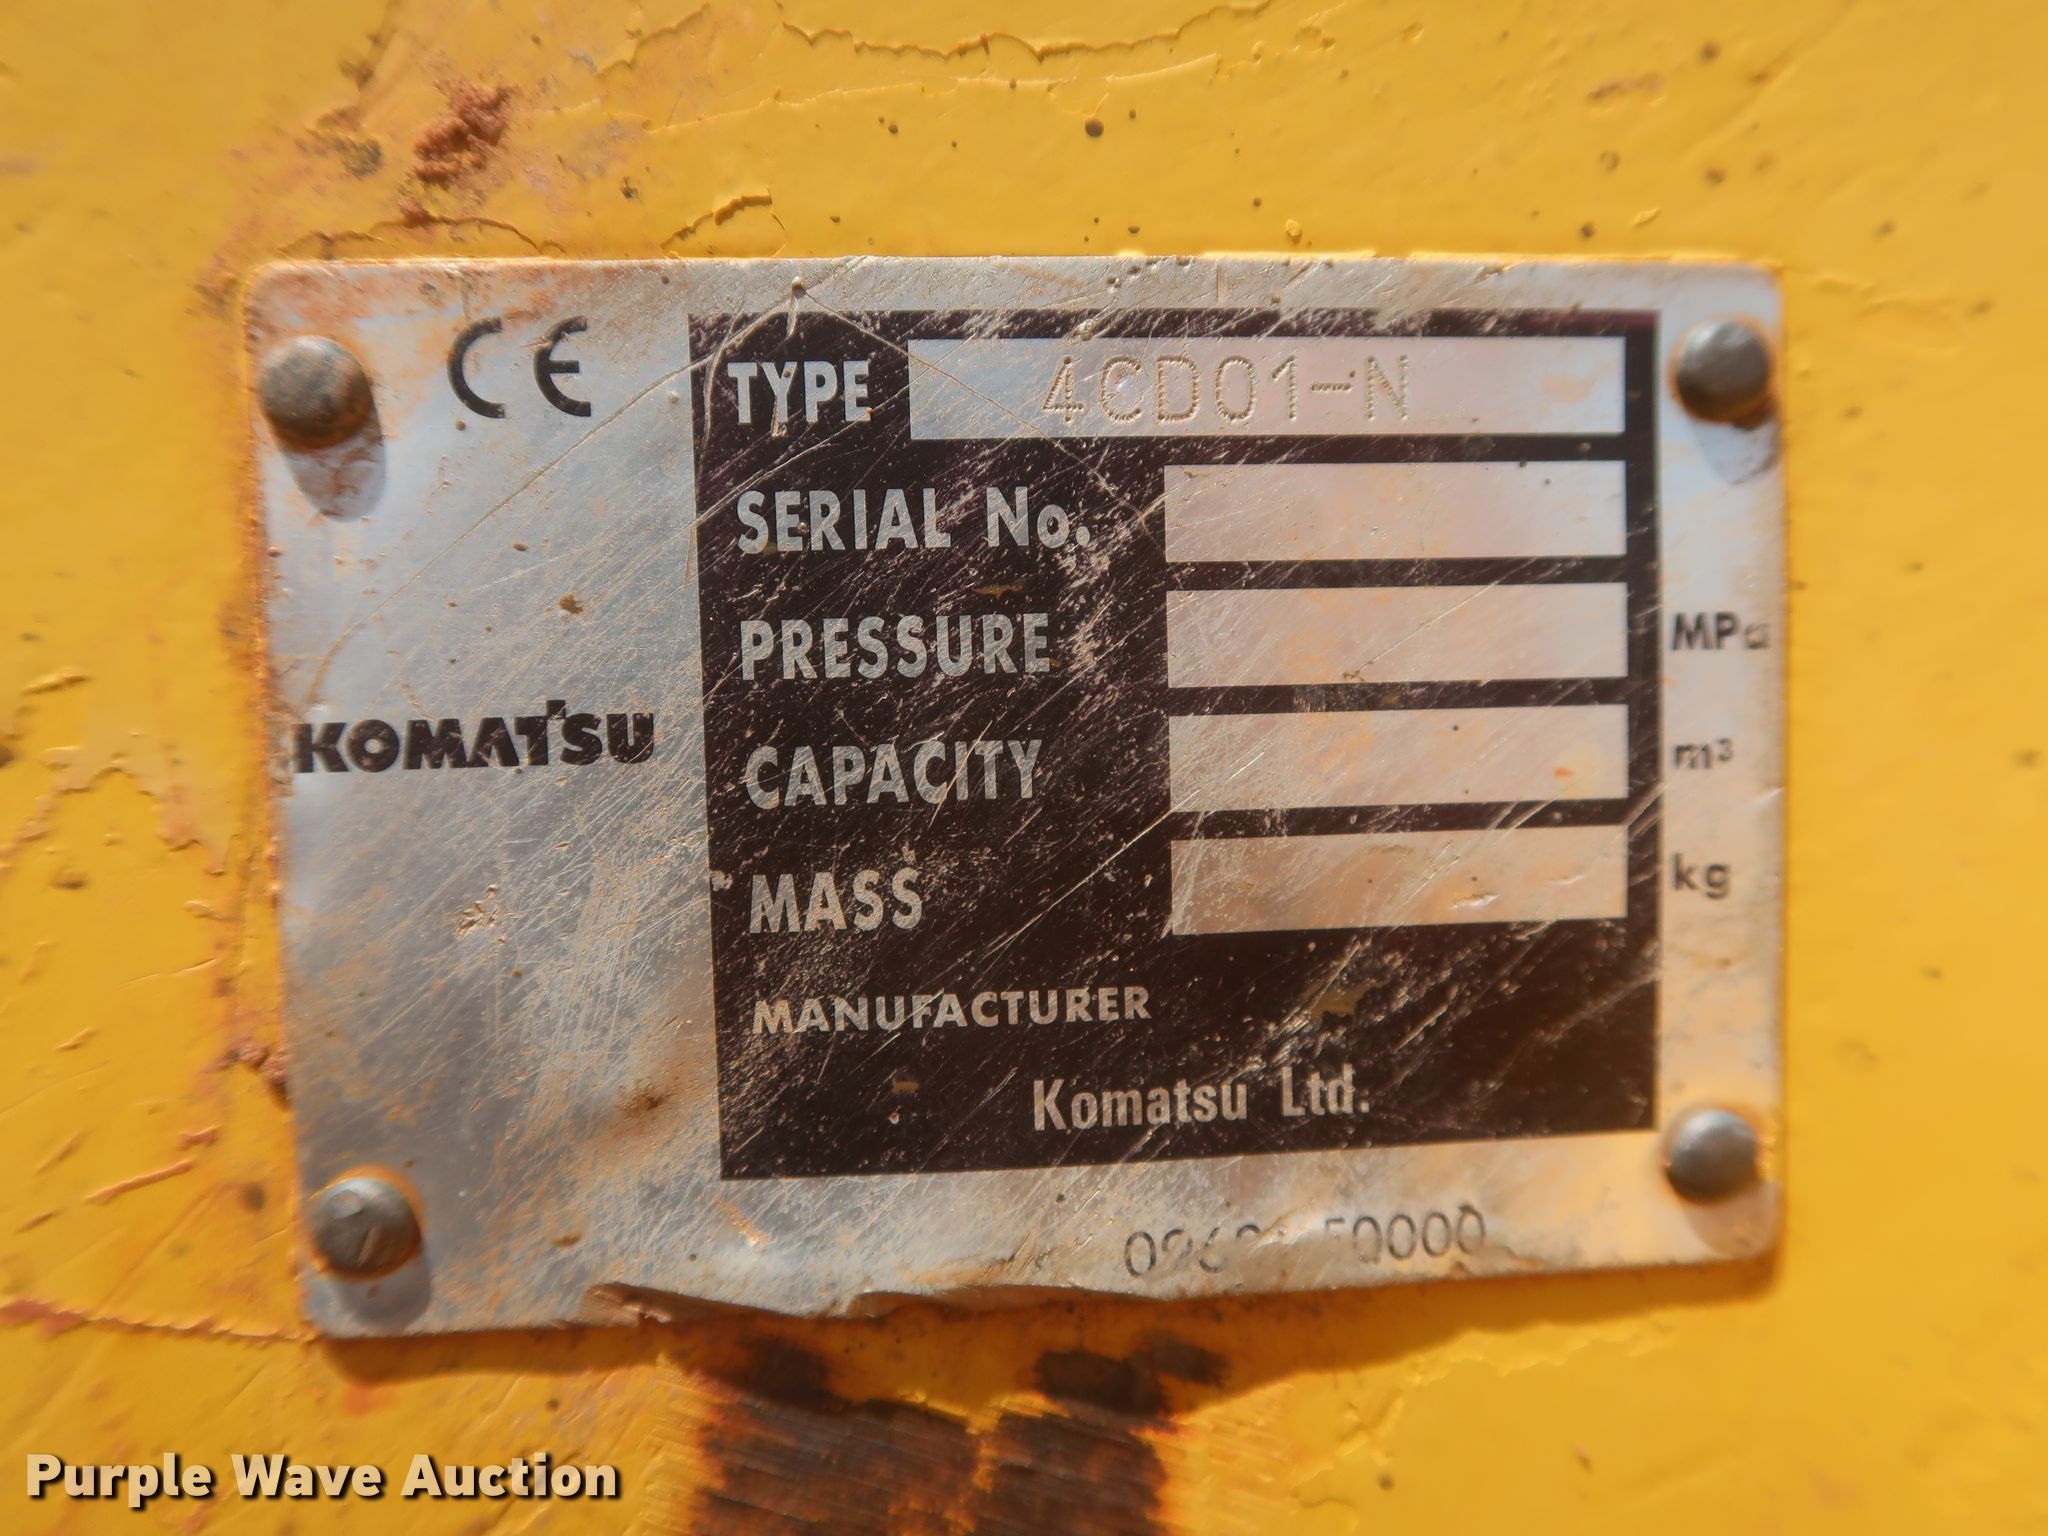 CE
TYPE 4CD01-N
SERIAL No.
PRESSURE MPa
CAPACITY m³
MASS kg
KOMATSU
MANUFACTURER
Komatsu Ltd.
Purple Wave Auction